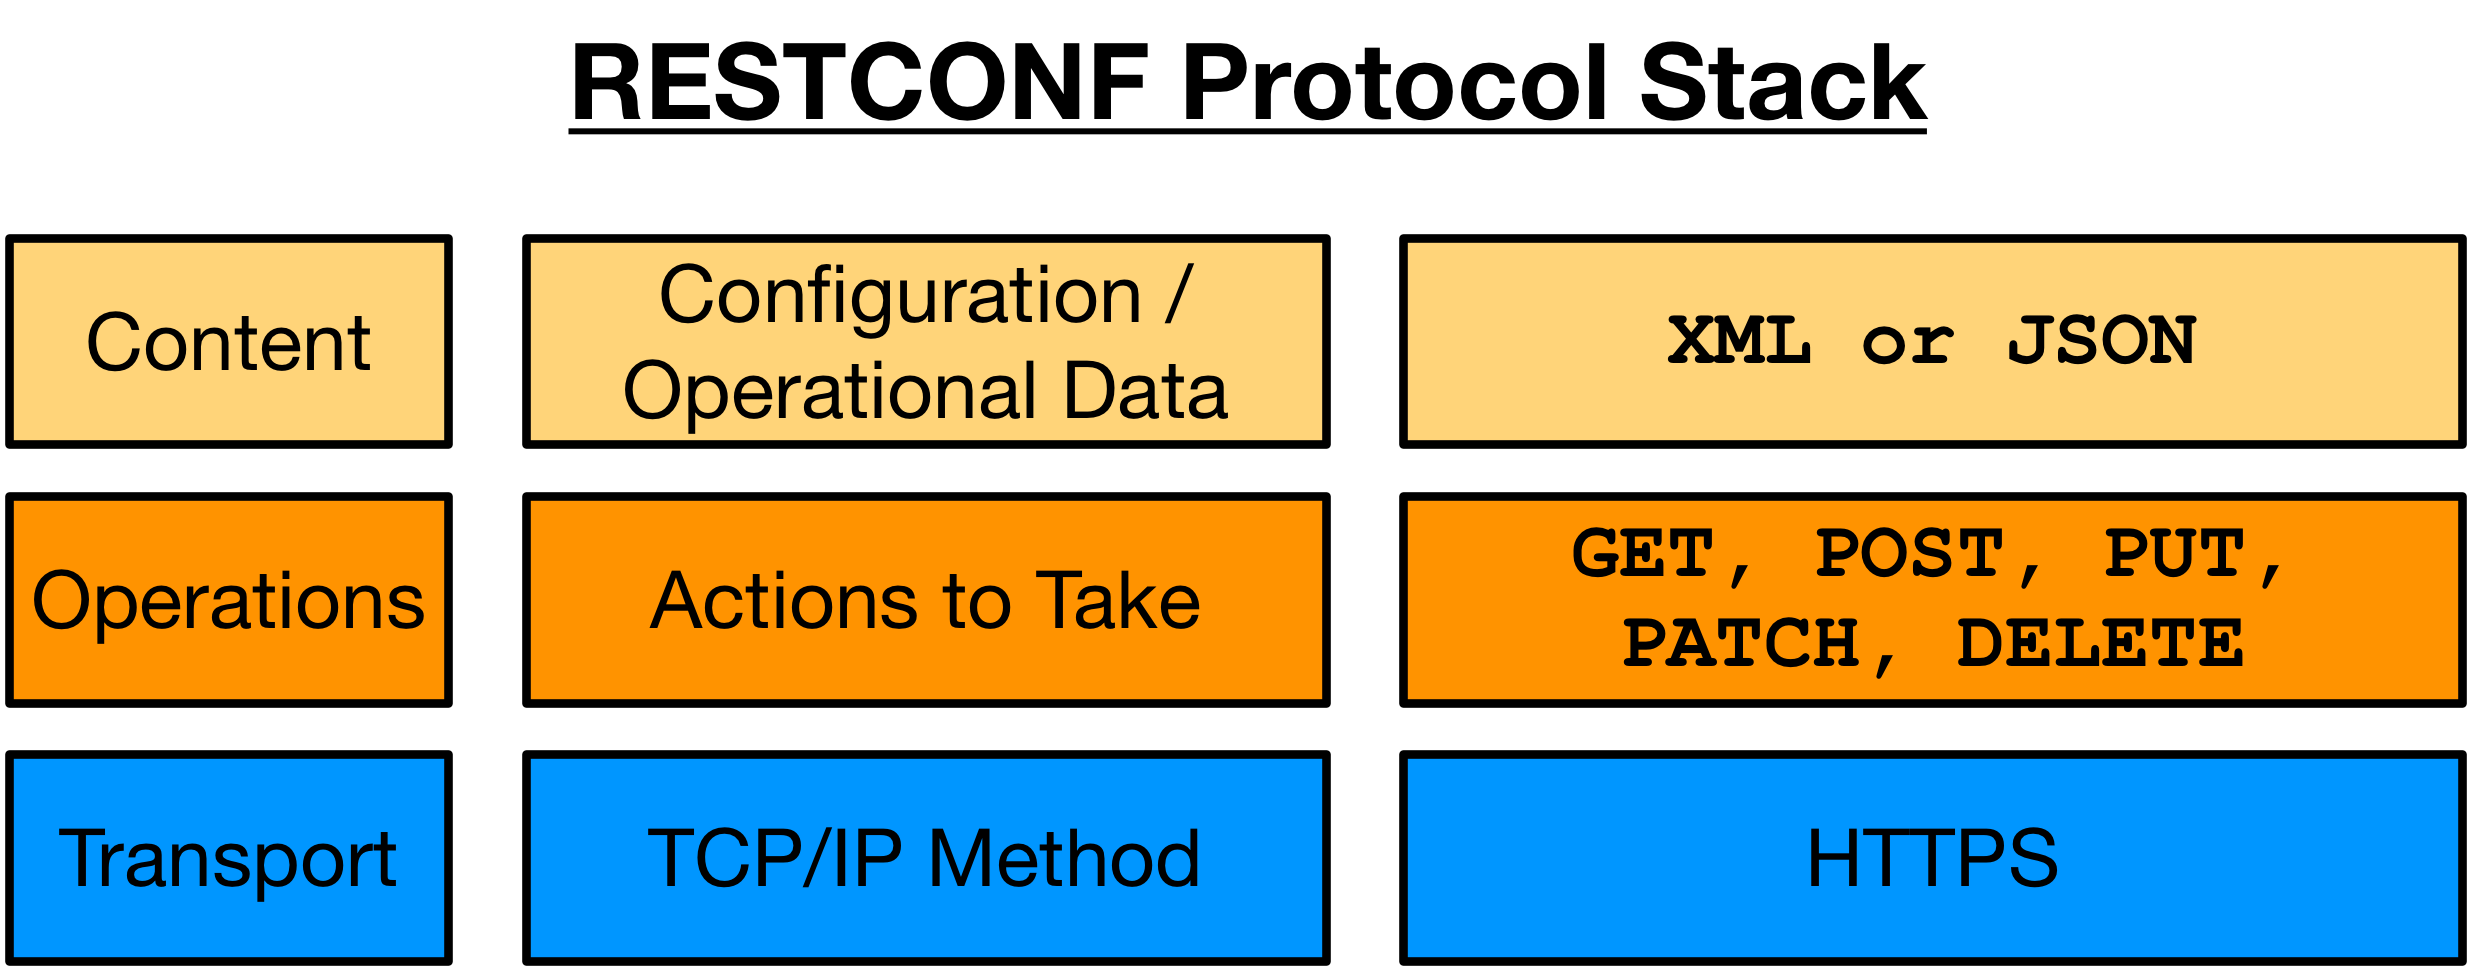 RESTCONF Protocol Stack
Content
Configuration /
Operational Data
XML or JSON
Operations
Actions to Take
GET, POST, PUT,
PATCH, DELETE
Transport
TCP/IP Method
HTTPS